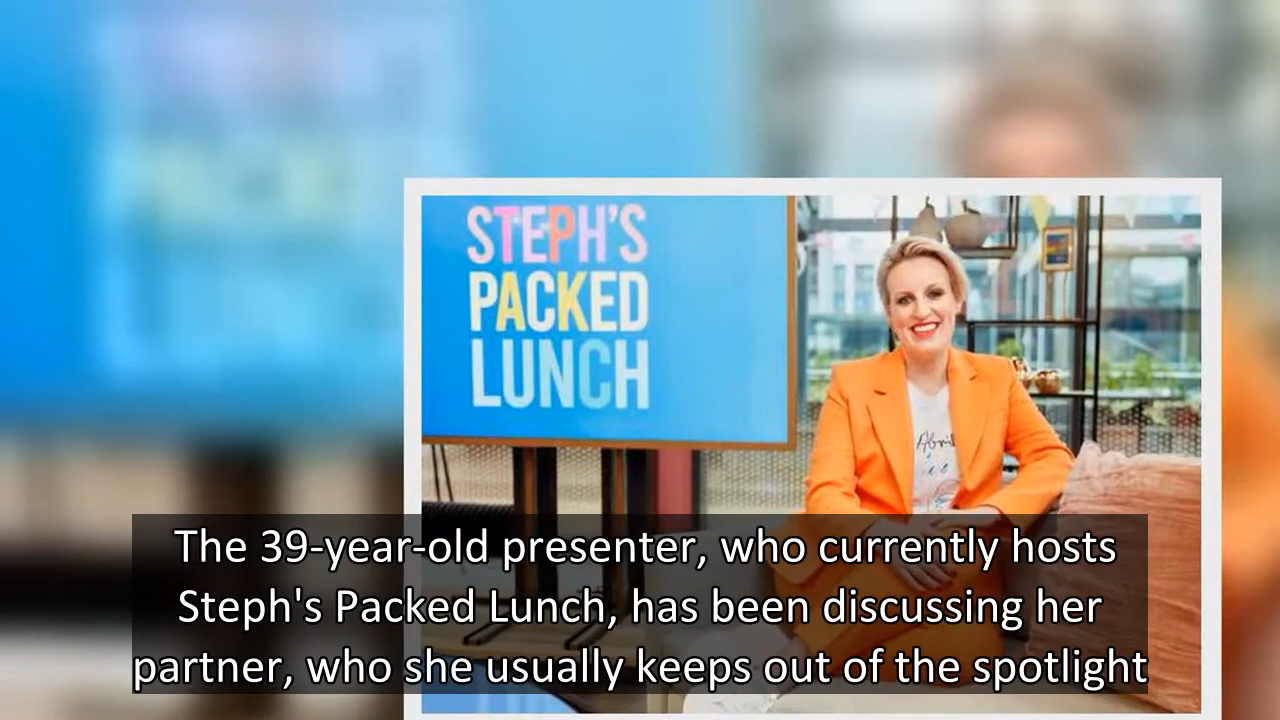 STEPH'S
PACKED
LUNCH
The 39-year-old presenter, who currently hosts
Steph's Packed Lunch, has been discussing her
partner, who she usually keeps out of the spotlight